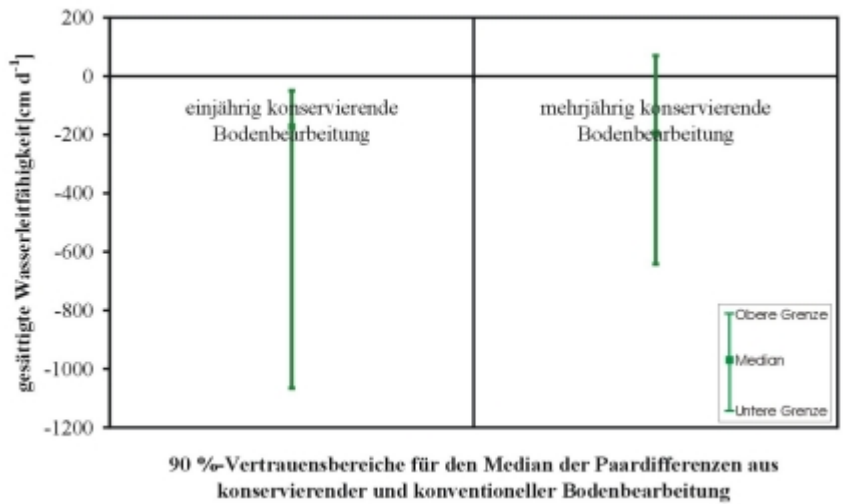 gesättigte Wasserleitfähigkeit[cm d⁻¹]
200
0
-200
-400
-600
-800
-1000
-1200
einjährig konservierende
Bodenbearbeitung
mehrjährig konservierende
Bodenbearbeitung
Obere Grenze
Median
Untere Grenze
90 %-Vertrauensbereiche für den Median der Paardifferenzen aus
konservierender und konventioneller Bodenbearbeitung